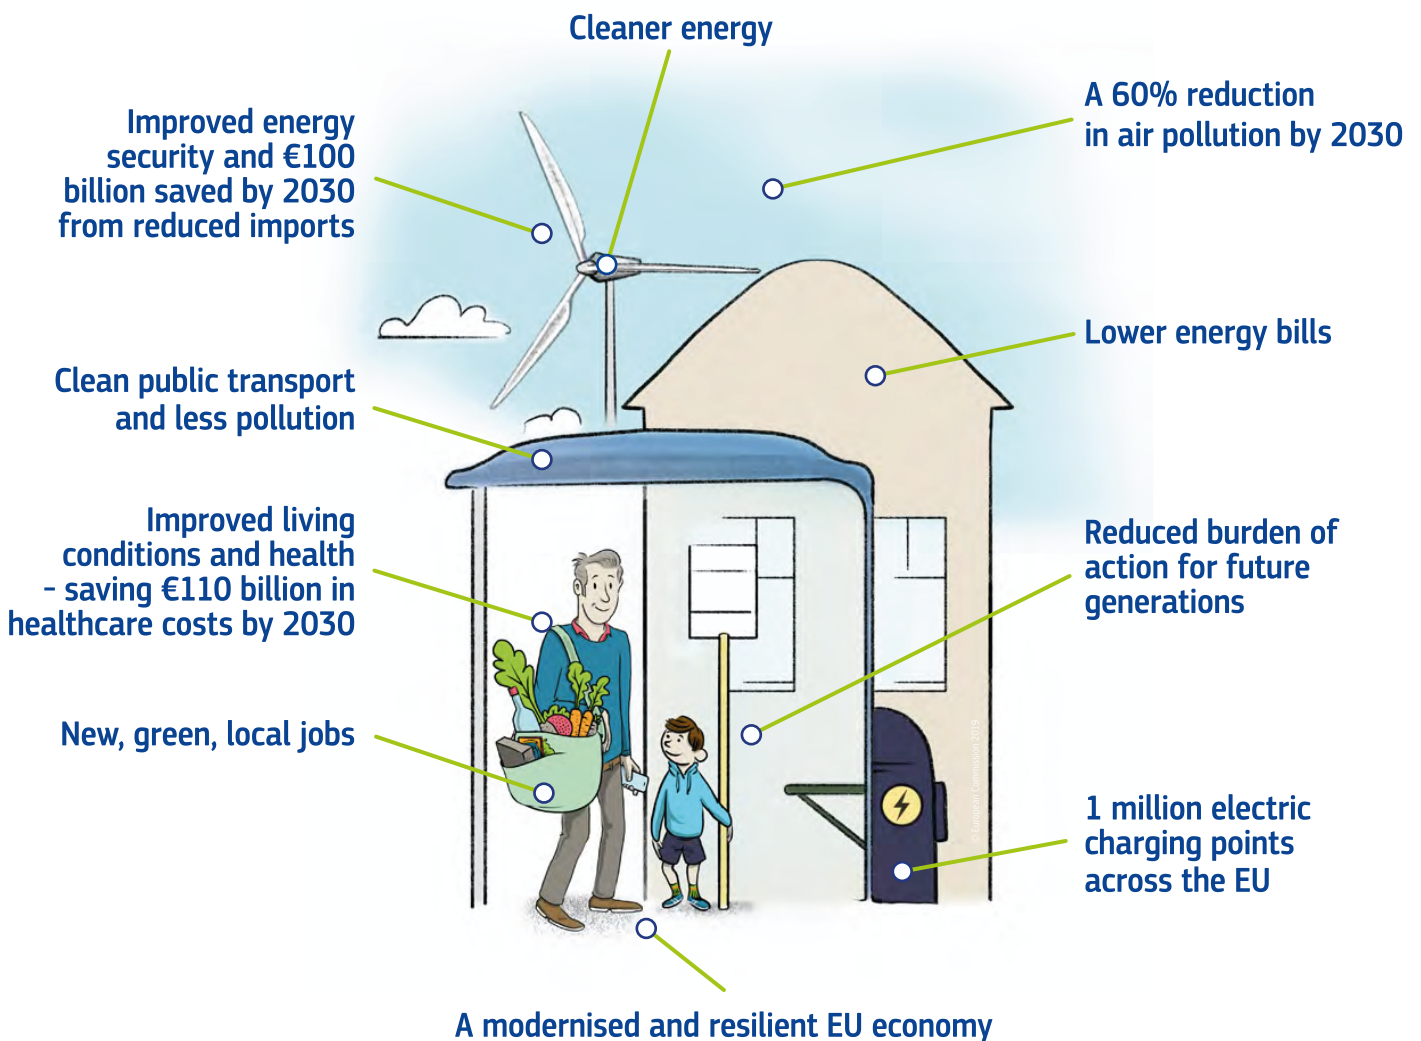 Cleaner energy
A 60% reduction
in air pollution by 2030
Improved energy
security and €100
billion saved by 2030
from reduced imports
Lower energy bills
Clean public transport
and less pollution
Improved living
conditions and health
- saving €110 billion in
healthcare costs by 2030
Reduced burden of
action for future
generations
New, green, local jobs
1 million electric
charging points
across the EU
© European Commission 2019
A modernised and resilient EU economy